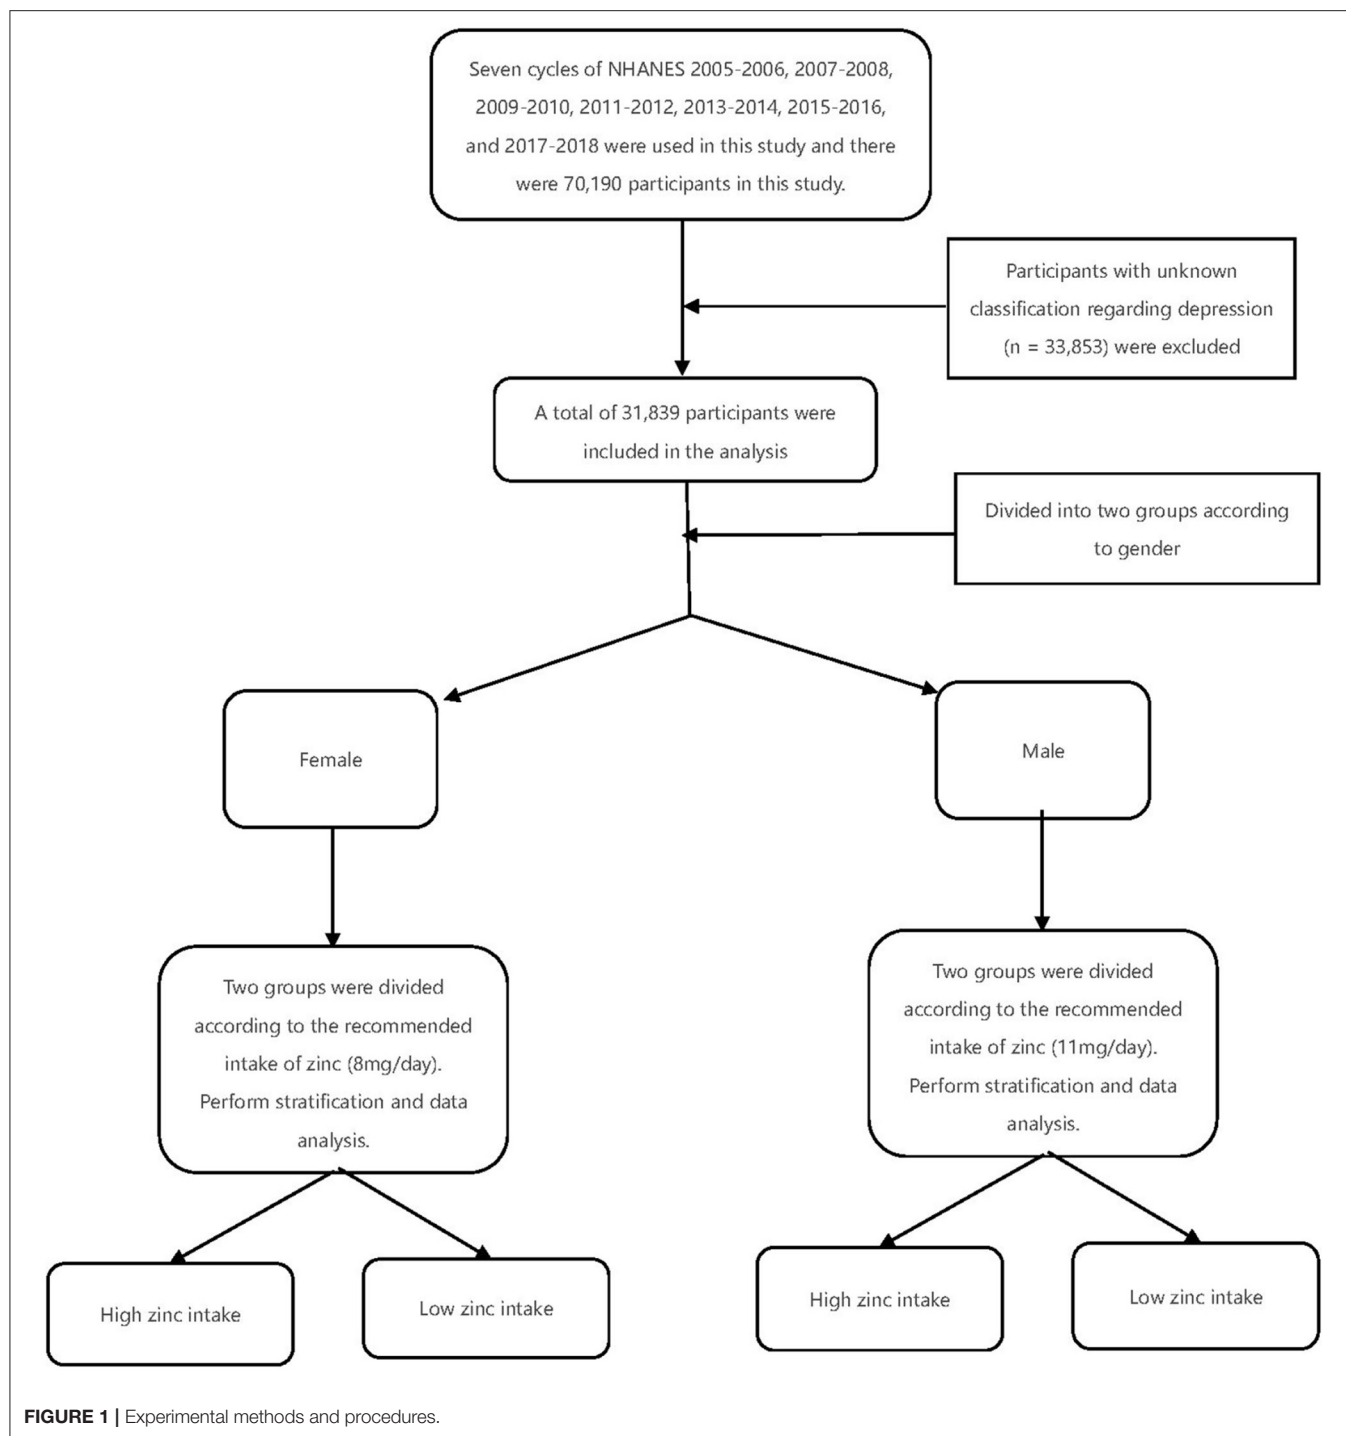 Seven cycles of NHANES 2005-2006, 2007-2008,
2009-2010, 2011-2012, 2013-2014, 2015-2016,
and 2017-2018 were used in this study and there
were 70,190 participants in this study.
Participants with unknown
classification regarding depression
(n = 33,853) were excluded
A total of 31,839 participants were
included in the analysis
Divided into two groups according
to gender
Female
Male
Two groups were divided
according to the recommended
intake of zinc (8mg/day).
Perform stratification and data
analysis.
Two groups were divided
according to the recommended
intake of zinc (11mg/day).
Perform stratification and data
analysis.
High zinc intake
Low zinc intake
High zinc intake
Low zinc intake
FIGURE 1 | Experimental methods and procedures.